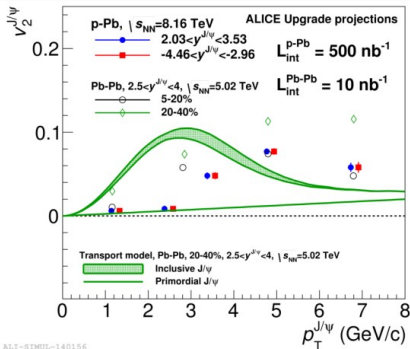 p-Pb, \ s_NN=8.16 TeV
2.03<y^J/ψ<3.53
-4.46<y^J/ψ<-2.96
Pb-Pb, 2.5<y^J/ψ<4, \ s_NN=5.02 TeV
5-20%
20-40%
ALICE Upgrade projections
L_int^p-Pb = 500 nb^-1
L_int^Pb-Pb = 10 nb^-1
v_2^J/ψ
0.2
0.1
0
Transport model, Pb-Pb, 20-40%, 2.5<y^J/ψ<4, \ s_NN=5.02 TeV
Inclusive J/ψ
Primordial J/ψ
0 1 2 3 4 5 6 7 8
p_T^J/ψ (GeV/c)
ALI-SIMUL-140156